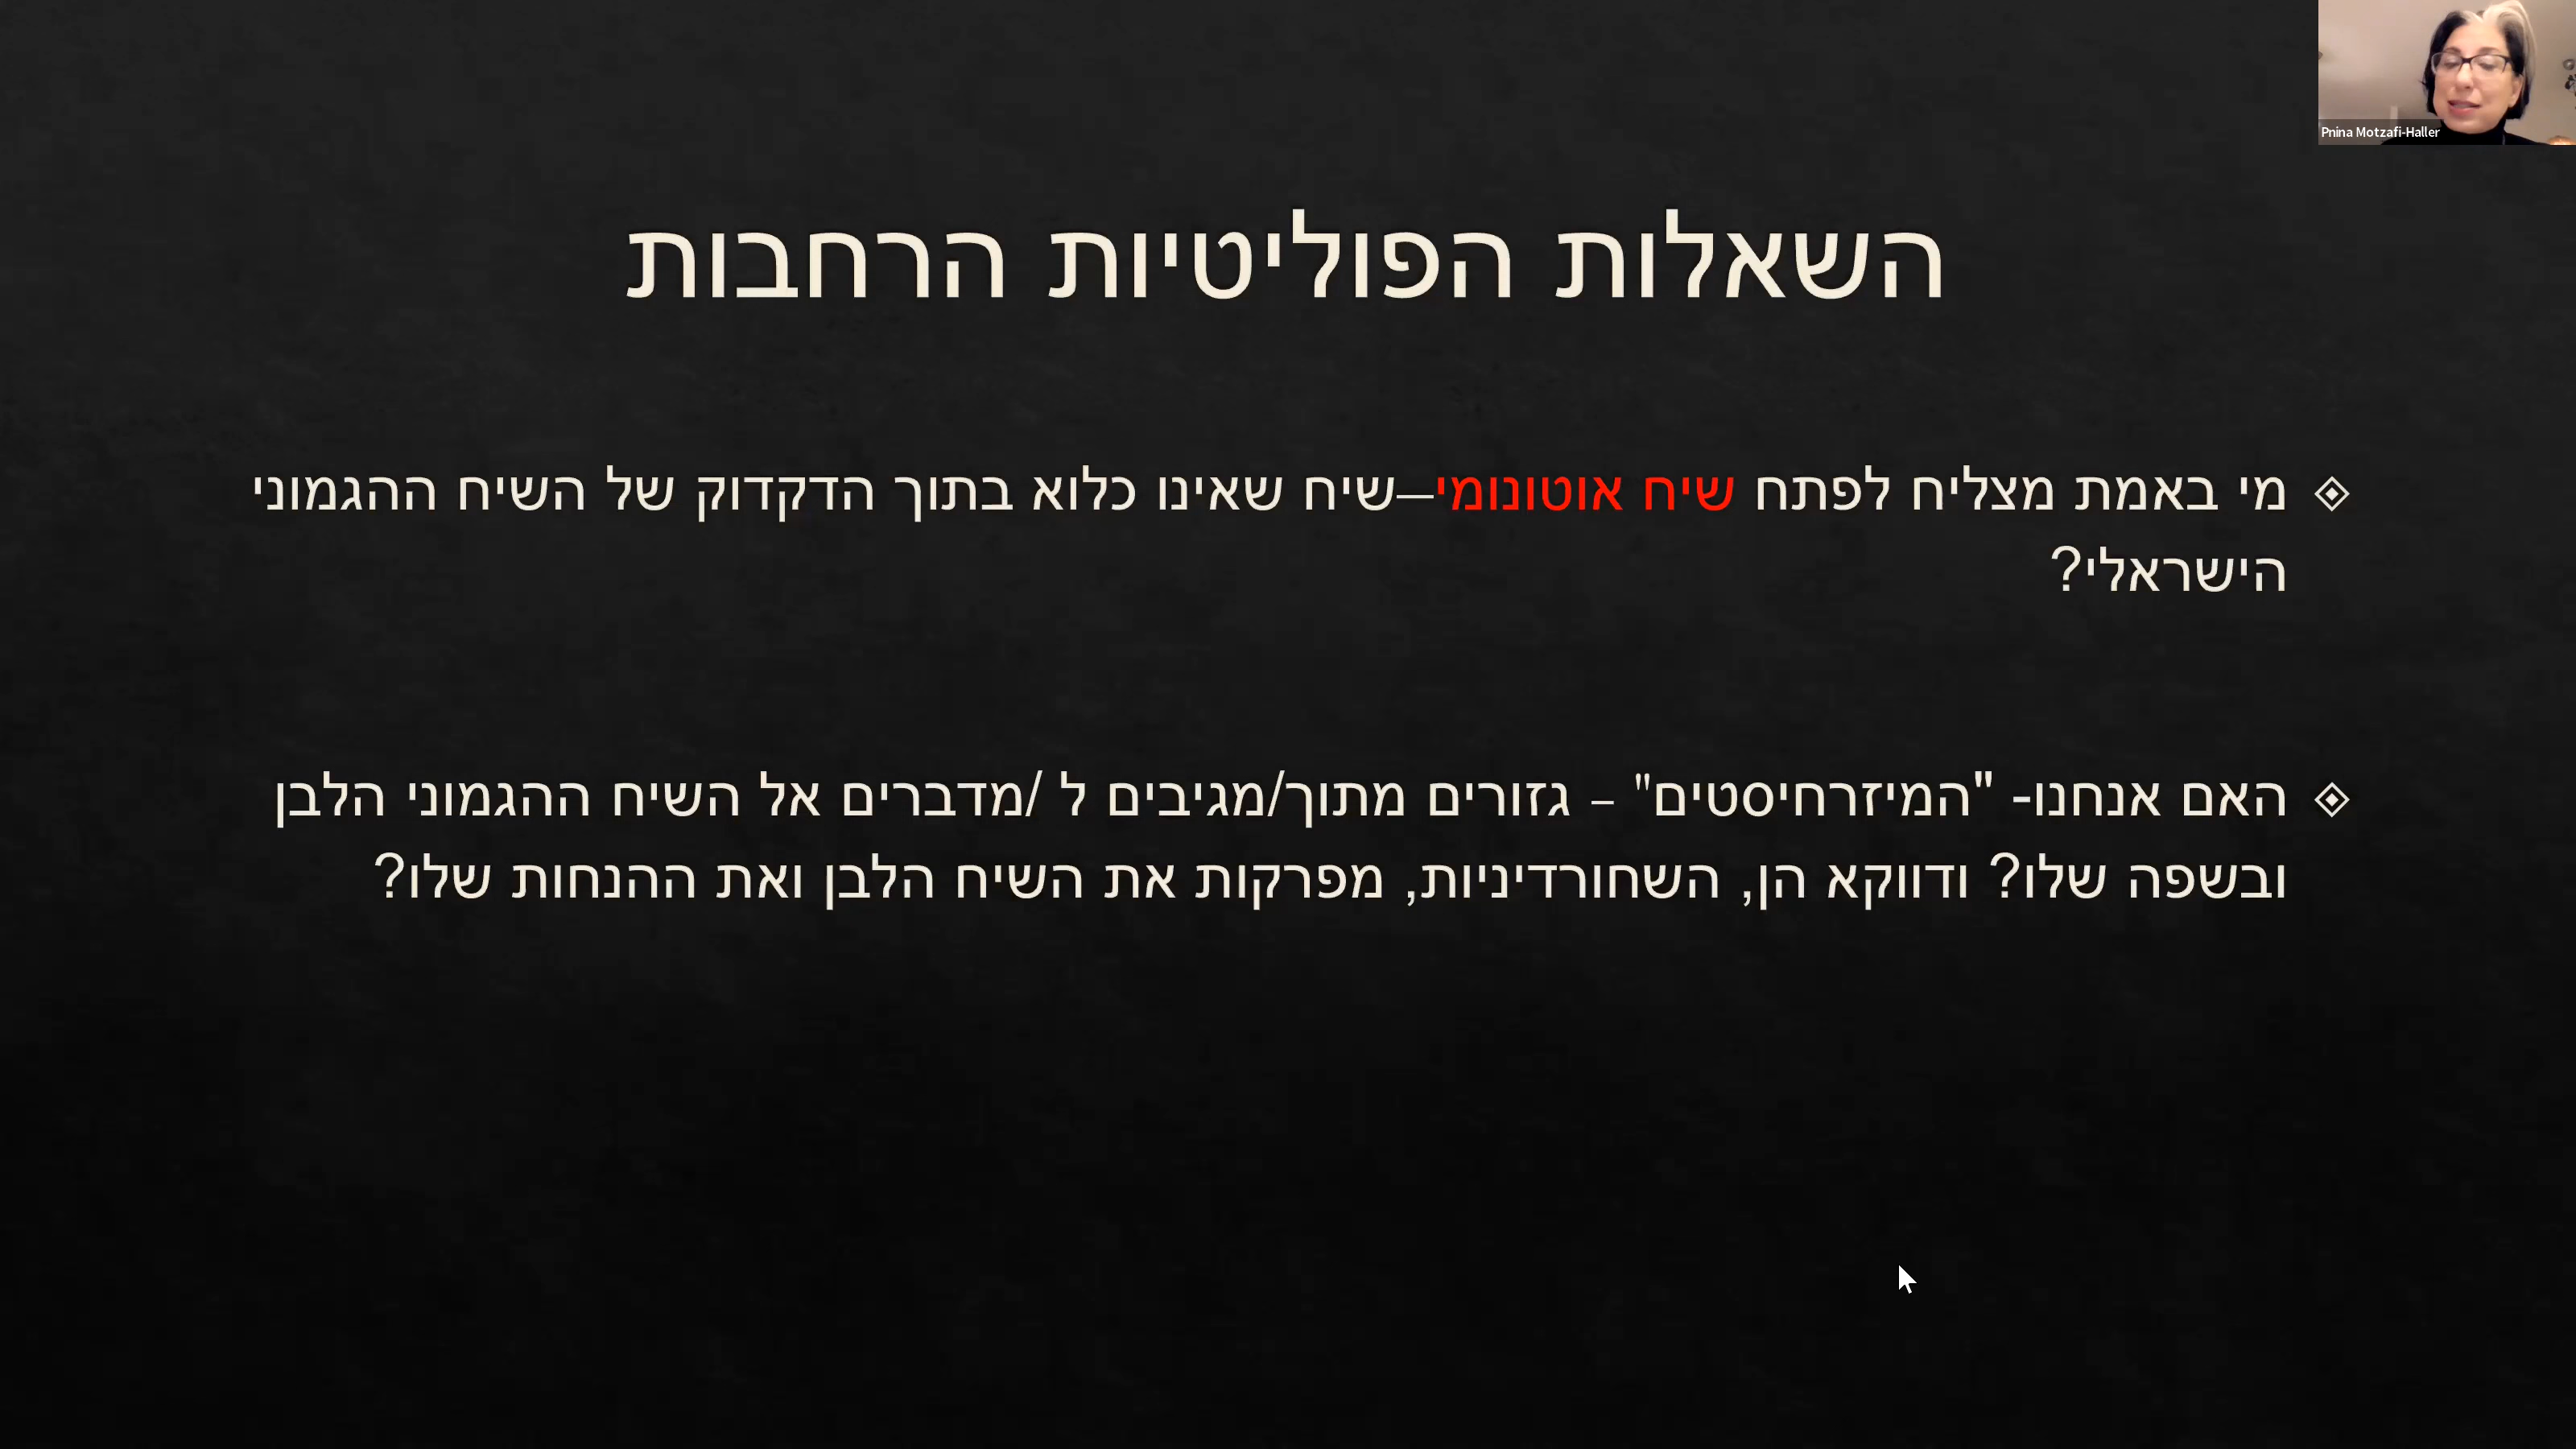 Pnina Motzafi-Haller
השאלות הפוליטיות הרחבות
מי באמת מצליח לפתח שיח אוטונומי—שיח שאינו כלוא בתוך הדקדוק של השיח ההגמוני
הישראלי?
האם אנחנו- "המיזרחיסטים" – גזורים מתוך/מגיבים ל /מדברים אל השיח ההגמוני הלבן
ובשפה שלו? ודווקא הן, השחורדיניות, מפרקות את השיח הלבן ואת ההנחות שלו?